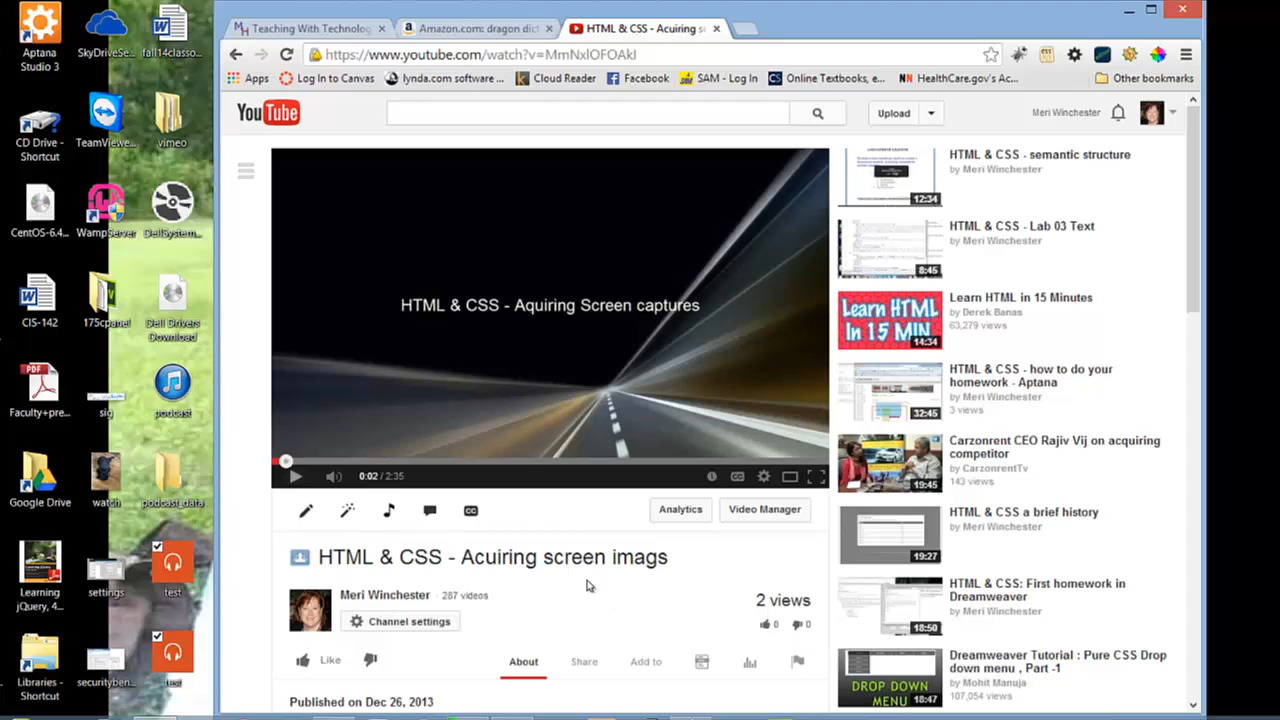 Aptana
Studio 3
SkyDriveSe...
fall14classo...
CD Drive -
Shortcut
TeamViewe...
vimeo
CentOS-6.4...
WampServer
DellSystem...
CIS-142
175cpanel
Dell Drivers
Download
Faculty+pre...
sig
podcast
Google Drive
watch
podcast_data
Learning
jQuery, 4...
settings
test
Libraries -
Shortcut
securityben...
test
Teaching With Technolog
Amazon.com: dragon dict
HTML & CSS - Acuiring sc
https://www.youtube.com/watch?v=MmNxlOFOAkI
Apps
Log In to Canvas
lynda.com software ...
Cloud Reader
Facebook
SAM - Log In
Online Textbooks, e...
HealthCare.gov's Ac...
Other bookmarks
YouTube
Upload
Meri Winchester
HTML & CSS - Aquiring Screen captures
0:02 / 2:35
Analytics
Video Manager
HTML & CSS - Acuiring screen imags
Meri Winchester · 287 videos
Channel settings
2 views
0 0
Like
About
Share
Add to
Published on Dec 26, 2013
12:34
HTML & CSS - semantic structure
by Meri Winchester
8:45
HTML & CSS - Lab 03 Text
by Meri Winchester
Learn HTML
In 15 MIN
14:34
Learn HTML in 15 Minutes
by Derek Banas
63,279 views
32:45
HTML & CSS - how to do your
homework - Aptana
by Meri Winchester
3 views
19:45
Carzonrent CEO Rajiv Vij on acquiring
competitor
by CarzonrentTv
143 views
19:27
HTML & CSS a brief history
by Meri Winchester
18:50
HTML & CSS: First homework in
Dreamweaver
by Meri Winchester
DROP DOWN
MENU
18:47
Dreamweaver Tutorial : Pure CSS Drop
down menu , Part -1
by Mohit Manuja
107,054 views